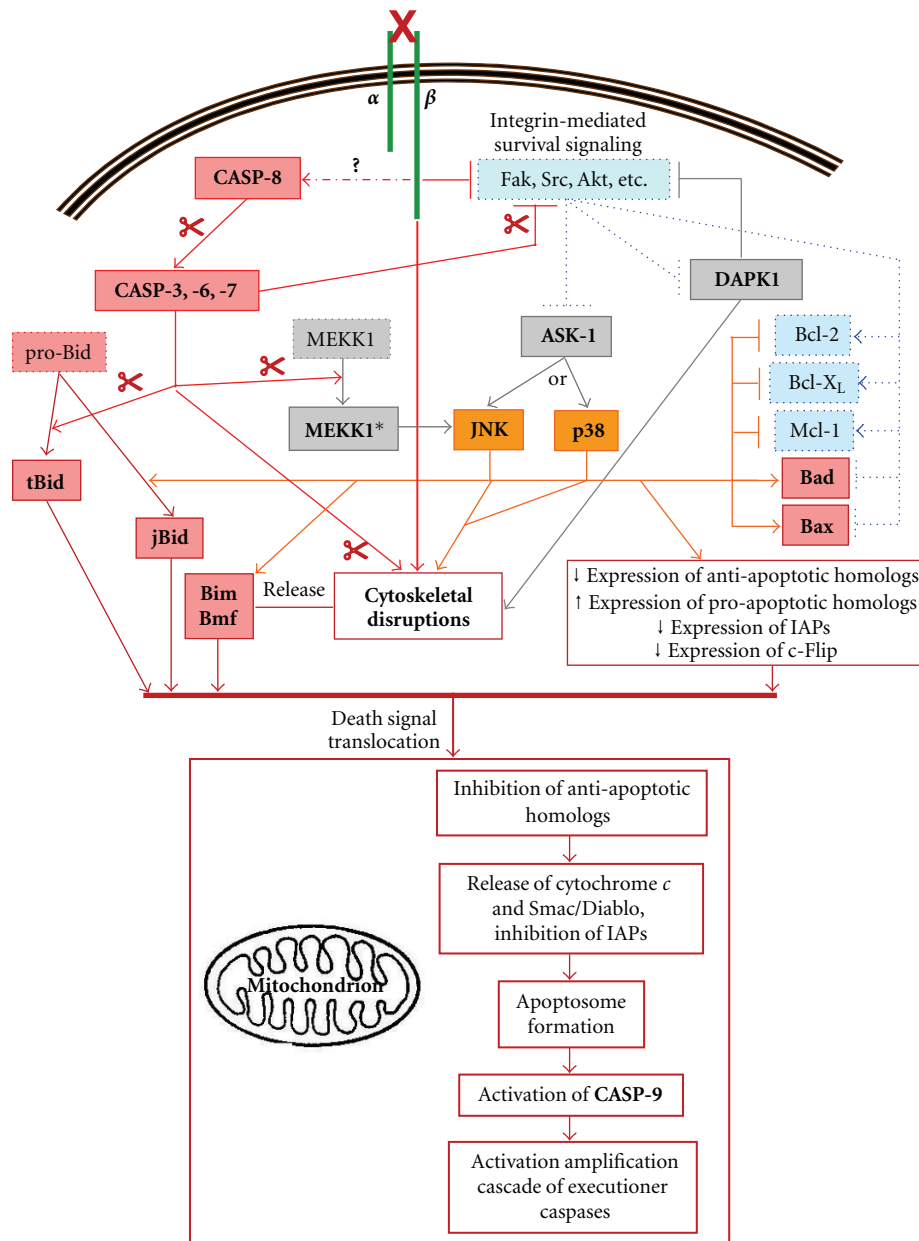 X
α
β
Integrin-mediated
survival signaling
?
CASP-8
Fak, Src, Akt, etc.
CASP-3, -6, -7
DAPK1
MEKK1
ASK-1
Bcl-2
pro-Bid
or
Bcl-XL
MEKK1*
JNK
p38
Mcl-1
tBid
Bad
jBid
Bax
Bim
Bmf
Release
Cytoskeletal
disruptions
↓ Expression of anti-apoptotic homologs
↑ Expression of pro-apoptotic homologs
↓ Expression of IAPs
↓ Expression of c-Flip
Death signal
translocation
Inhibition of anti-apoptotic
homologs
Release of cytochrome c
and Smac/Diablo,
inhibition of IAPs
Mitochondrion
Apoptosome
formation
Activation of CASP-9
Activation amplification
cascade of executioner
caspases